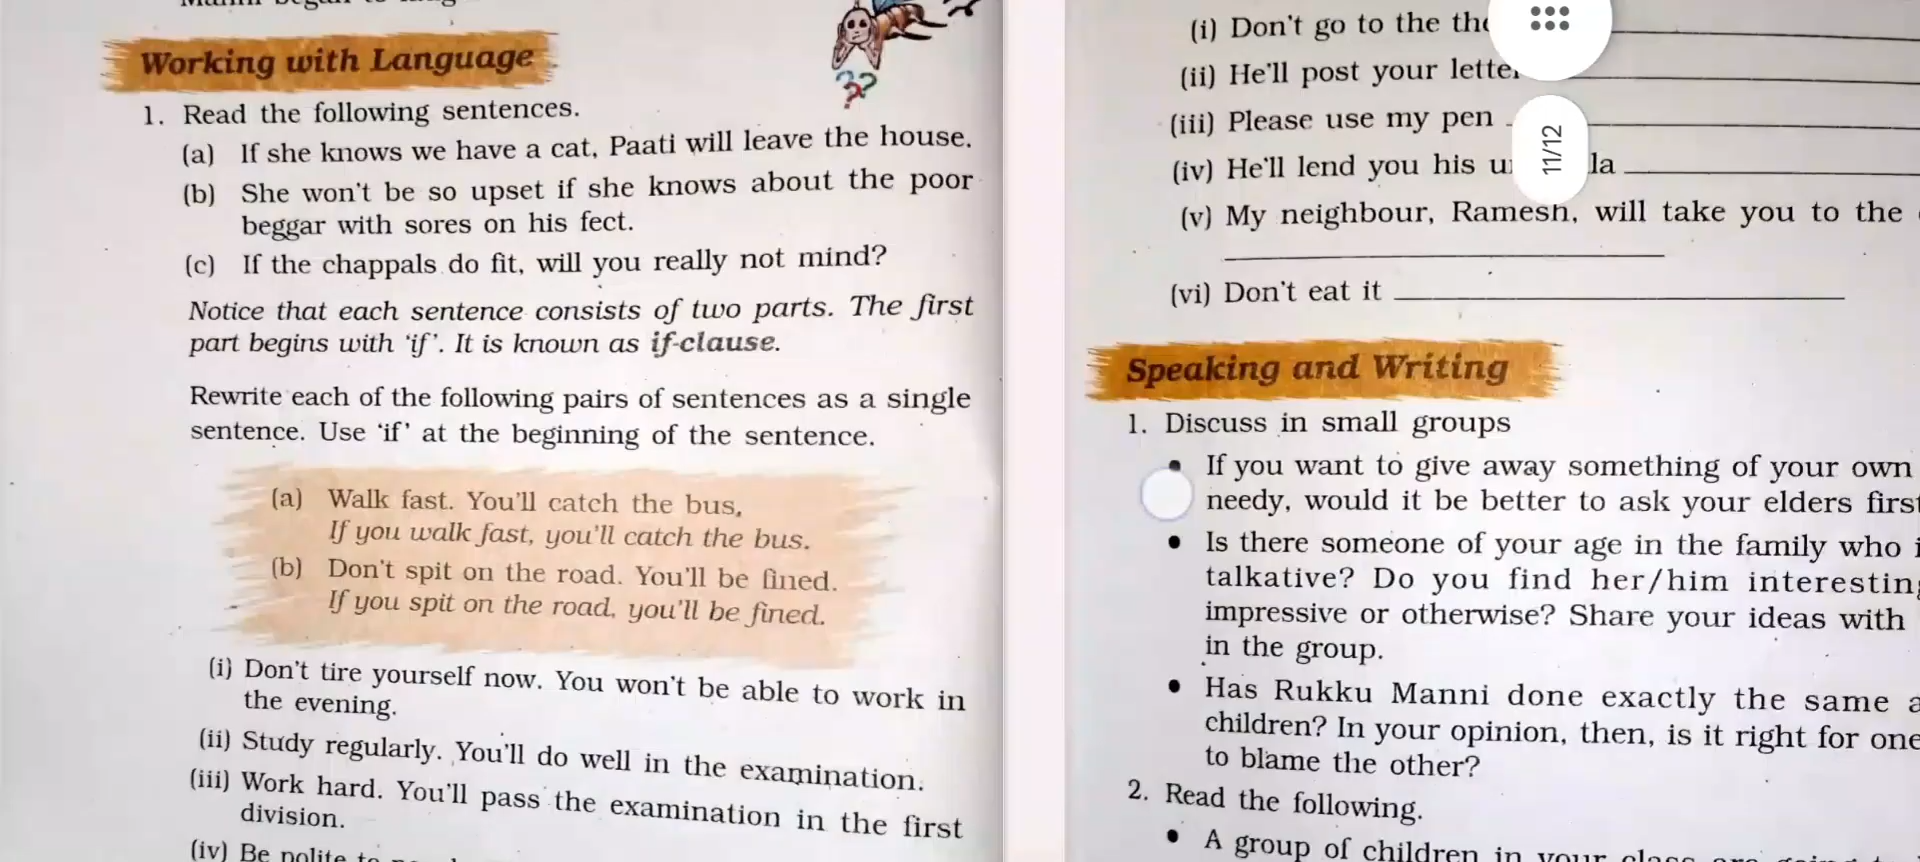 Working with Language
1. Read the following sentences.
(a) If she knows we have a cat, Paati will leave the house.
(b) She won't be so upset if she knows about the poor
beggar with sores on his fect.
(c) If the chappals do fit, will you really not mind?
Notice that each sentence consists of two parts. The first
part begins with 'if'. It is known as if-clause.
Rewrite each of the following pairs of sentences as a single
sentence. Use 'if' at the beginning of the sentence.
(a) Walk fast. You'll catch the bus,
If you walk fast, you'll catch the bus.
(b) Don't spit on the road. You'll be fined.
If you spit on the road, you'll be fined.
(i) Don't tire yourself now. You won't be able to work in
the evening.
(ii) Study regularly. You'll do well in the examination.
(iii) Work hard. You'll pass the examination in the first
division.
(iv) Be polite
(i) Don't go to the
(ii) He'll post your
(iii) Please use my pen
(iv) He'll lend you his
(v) My neighbour, Ramesh, will take you to the
(vi) Don't eat it
11/12
Speaking and Writing
1. Discuss in small groups
• If you want to give away something of your own
needy, would it be better to ask your elders
• Is there someone of your age in the family who
talkative? Do you find her/him
impressive or otherwise? Share your ideas with
in the group.
• Has Rukku Manni done exactly the same
children? In your opinion, then, is it right for one
to blame the other?
2. Read the following.
• A group of children in your class